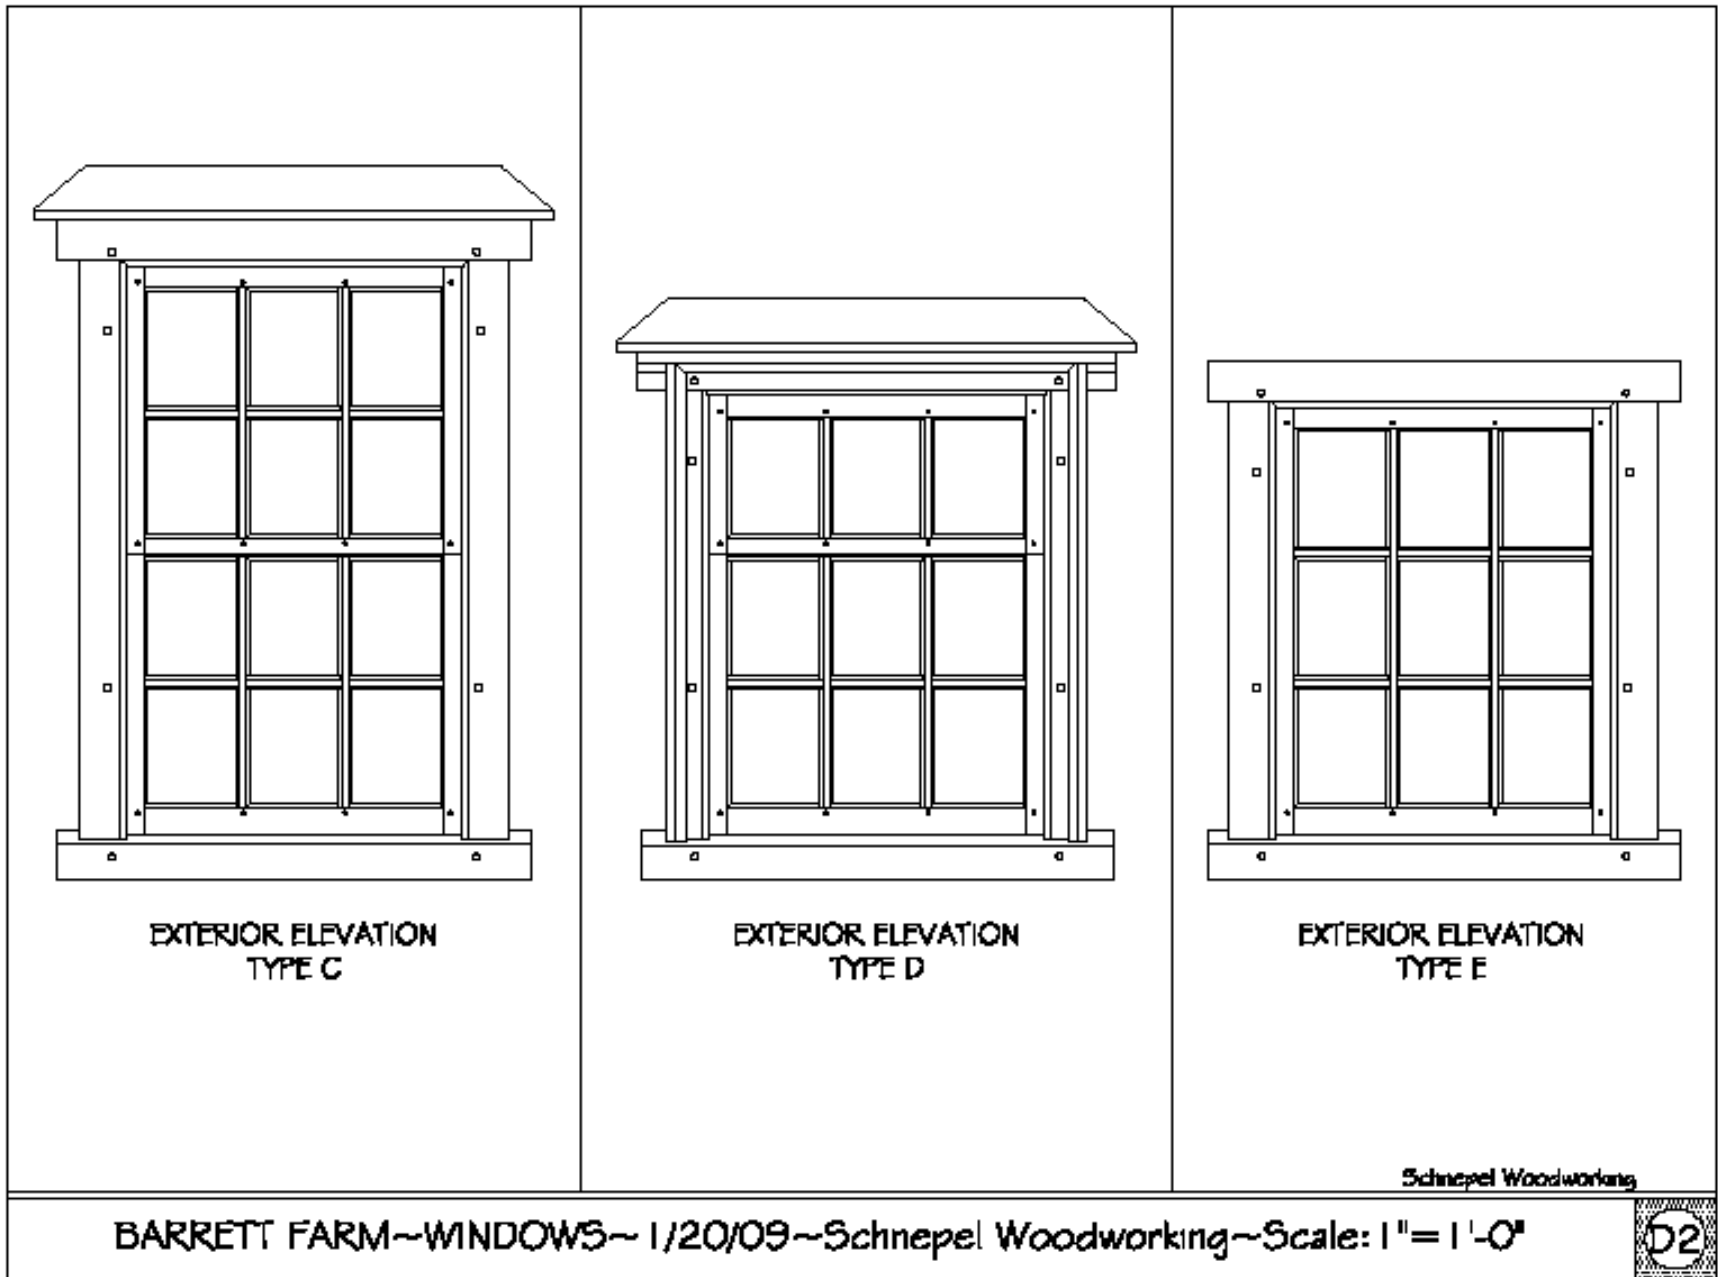 EXTERIOR ELEVATION
TYPE C
EXTERIOR ELEVATION
TYPE D
EXTERIOR ELEVATION
TYPE E
Schnepel Woodworking
BARRETT FARM~WINDOWS~1/20/09~Schnepel Woodworking~Scale: 1"=1'-0"
D2